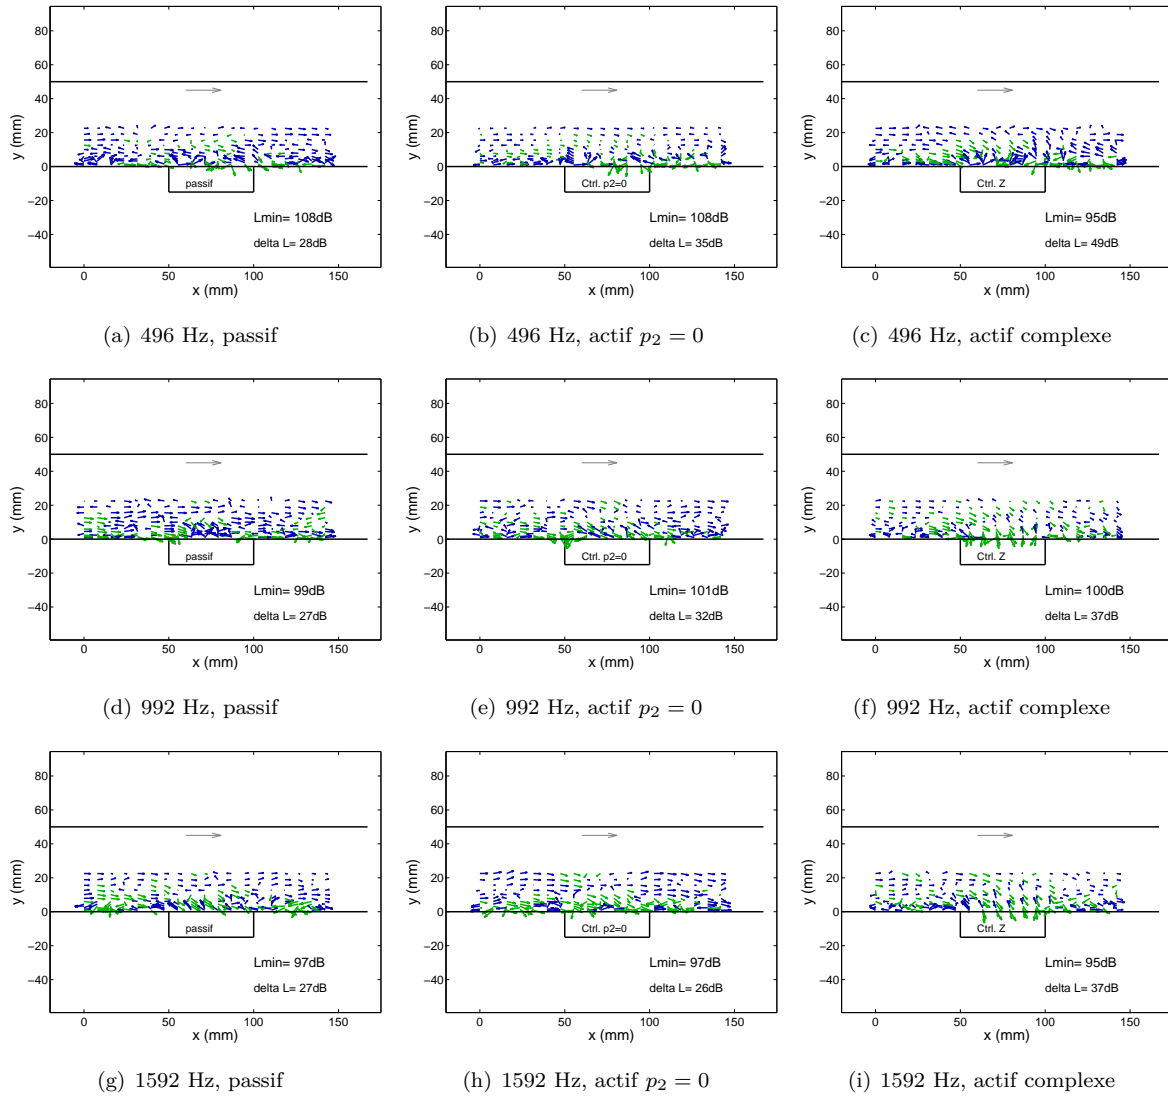 80
60
40
20
0
−20
−40
y (mm)
passif
Lmin= 108dB
delta L= 28dB
0 50 100 150
x (mm)
(a) 496 Hz, passif
80
60
40
20
0
−20
−40
y (mm)
Ctrl. p2=0
Lmin= 108dB
delta L= 35dB
0 50 100 150
x (mm)
(b) 496 Hz, actif p₂ = 0
80
60
40
20
0
−20
−40
y (mm)
Ctrl. Z
Lmin= 95dB
delta L= 49dB
0 50 100 150
x (mm)
(c) 496 Hz, actif complexe
80
60
40
20
0
−20
−40
y (mm)
passif
Lmin= 99dB
delta L= 27dB
0 50 100 150
x (mm)
(d) 992 Hz, passif
80
60
40
20
0
−20
−40
y (mm)
Ctrl. p2=0
Lmin= 101dB
delta L= 32dB
0 50 100 150
x (mm)
(e) 992 Hz, actif p₂ = 0
80
60
40
20
0
−20
−40
y (mm)
Ctrl. Z
Lmin= 100dB
delta L= 37dB
0 50 100 150
x (mm)
(f) 992 Hz, actif complexe
80
60
40
20
0
−20
−40
y (mm)
passif
Lmin= 97dB
delta L= 27dB
0 50 100 150
x (mm)
(g) 1592 Hz, passif
80
60
40
20
0
−20
−40
y (mm)
Ctrl. p2=0
Lmin= 97dB
delta L= 26dB
0 50 100 150
x (mm)
(h) 1592 Hz, actif p₂ = 0
80
60
40
20
0
−20
−40
y (mm)
Ctrl. Z
Lmin= 95dB
delta L= 37dB
0 50 100 150
x (mm)
(i) 1592 Hz, actif complexe